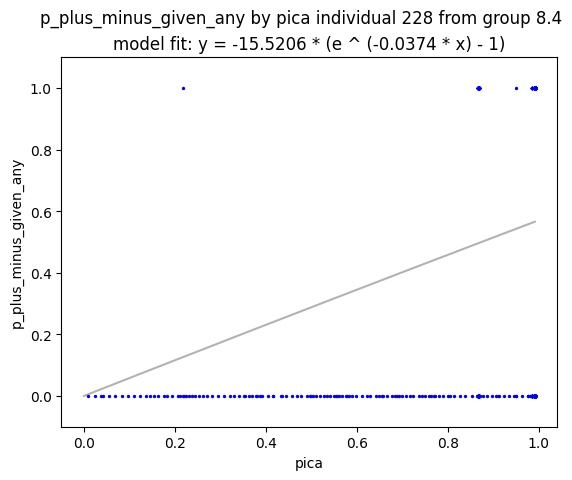 p_plus_minus_given_any by pica individual 228 from group 8.4
model fit: y = -15.5206 * (e ^ (-0.0374 * x) - 1)
1.0
0.8
0.6
0.4
0.2
0.0
p_plus_minus_given_any
0.0 0.2 0.4 0.6 0.8 1.0
pica